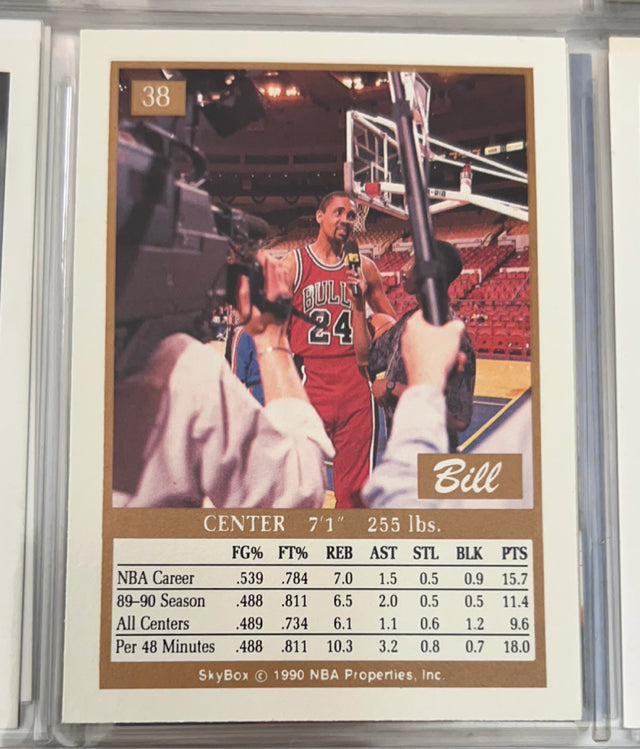 38
BULL
24
Bill
CENTER 7'1" 255 lbs.
FG% FT% REB AST STL BLK PTS
NBA Career .539 .784 7.0 1.5 0.5 0.9 15.7
89–90 Season .488 .811 6.5 2.0 0.5 0.5 11.4
All Centers .489 .734 6.1 1.1 0.6 1.2 9.6
Per 48 Minutes .488 .811 10.3 3.2 0.8 0.7 18.0
SkyBox © 1990 NBA Properties, Inc.